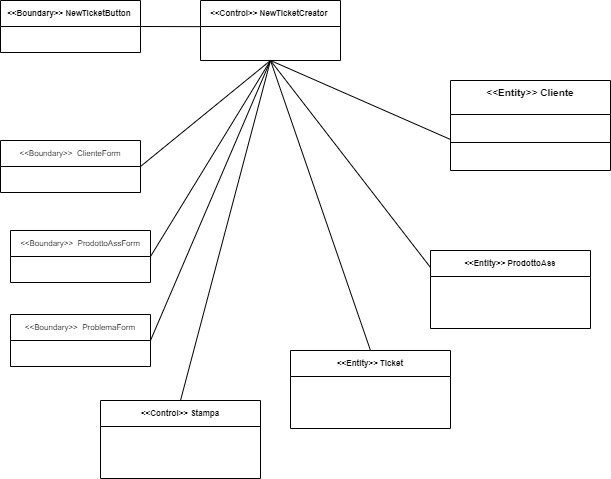 <<Boundary>> NewTicketButton
<<Control>> NewTicketCreator
<<Entity>> Cliente
<<Boundary>> ClienteForm
<<Boundary>> ProdottoAssForm
<<Entity>> ProdottoAss
<<Boundary>> ProblemaForm
<<Entity>> Ticket
<<Control>> Stampa